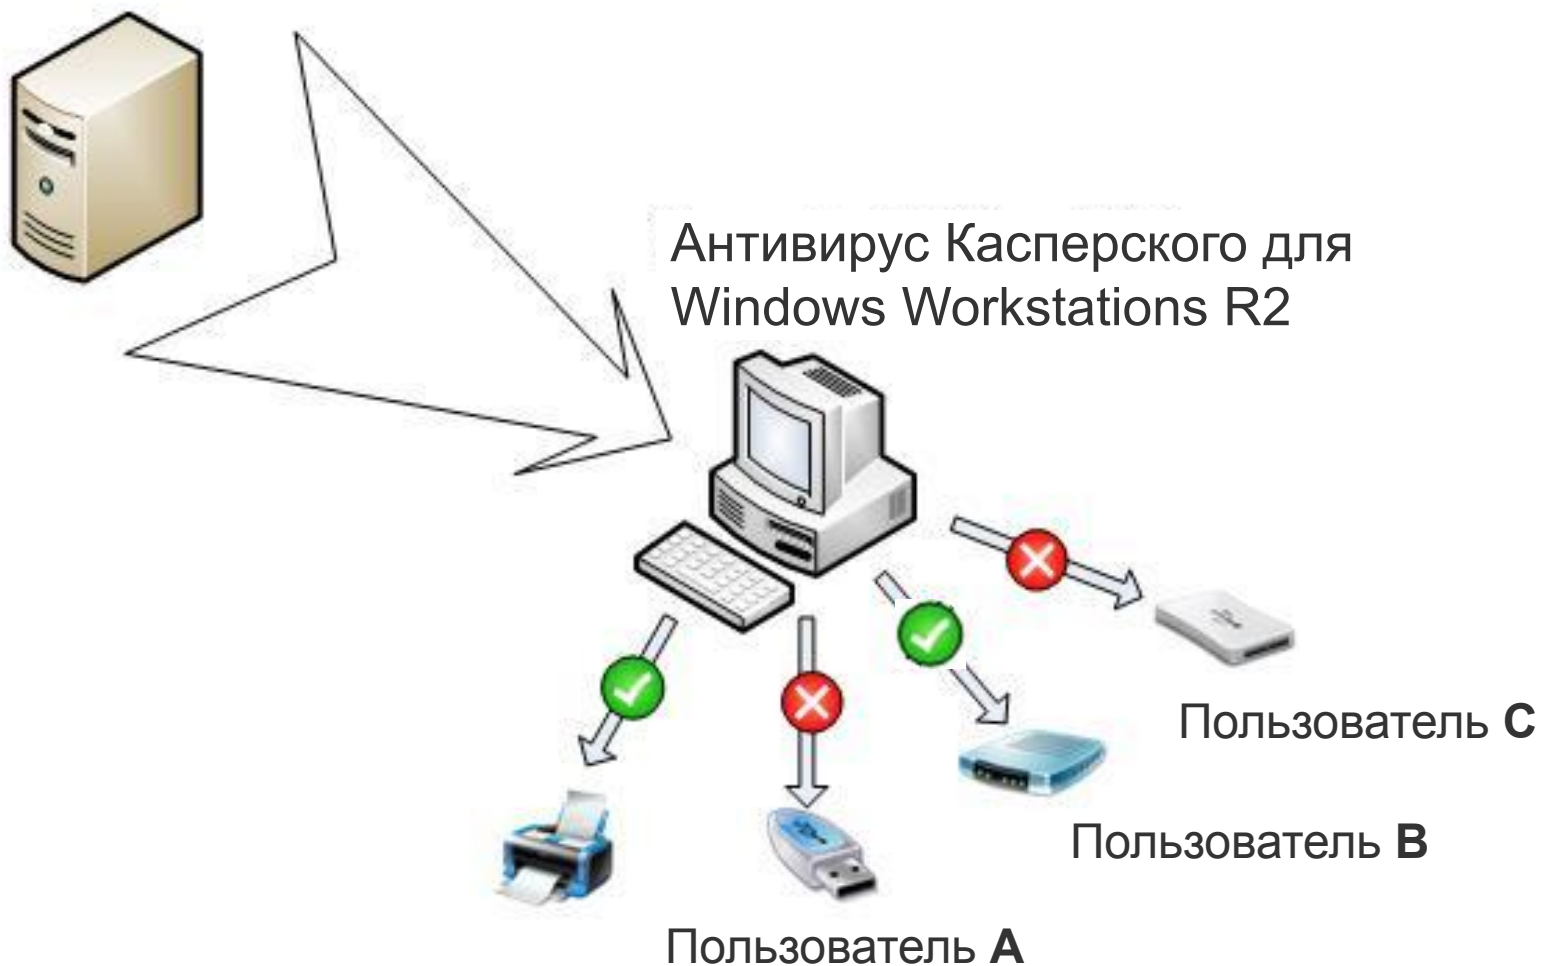 Антивирус Касперского для
Windows Workstations R2
Пользователь C
Пользователь B
Пользователь A